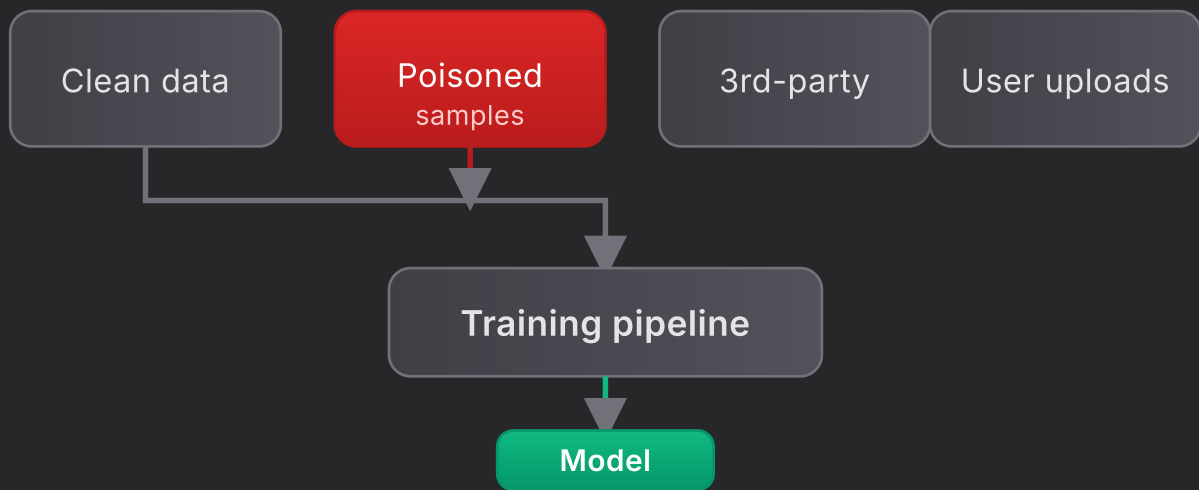 Clean data
Poisoned
samples
3rd-party
User uploads
Training pipeline
Model